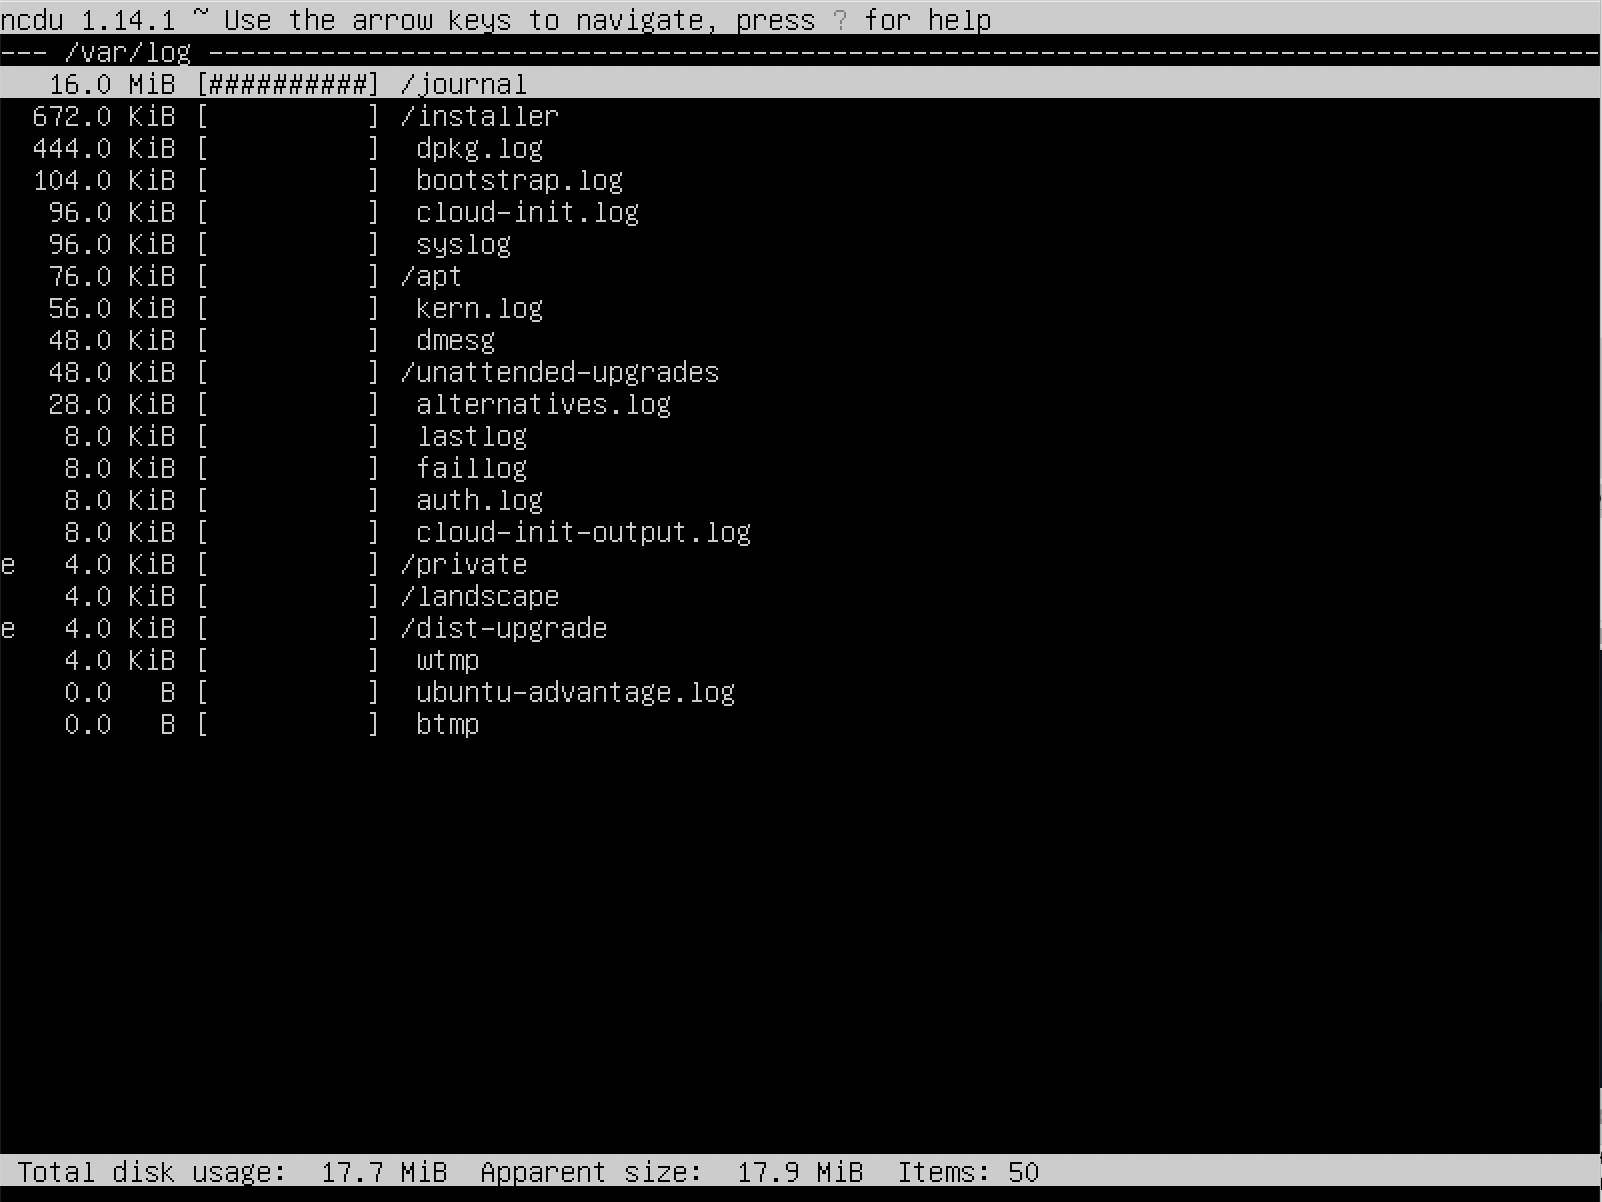 ncdu 1.14.1 ~ Use the arrow keys to navigate, press ? for help
--- /var/log ---------------------------------------------------------------------------------------
   16.0 MiB [##########] /journal
  672.0 KiB [          ] /installer
  444.0 KiB [          ]  dpkg.log
  104.0 KiB [          ]  bootstrap.log
   96.0 KiB [          ]  cloud-init.log
   96.0 KiB [          ]  syslog
   76.0 KiB [          ] /apt
   56.0 KiB [          ]  kern.log
   48.0 KiB [          ]  dmesg
   48.0 KiB [          ] /unattended-upgrades
   28.0 KiB [          ]  alternatives.log
    8.0 KiB [          ]  lastlog
    8.0 KiB [          ]  faillog
    8.0 KiB [          ]  auth.log
    8.0 KiB [          ]  cloud-init-output.log
e   4.0 KiB [          ] /private
    4.0 KiB [          ] /landscape
e   4.0 KiB [          ] /dist-upgrade
    4.0 KiB [          ]  wtmp
    0.0   B [          ]  ubuntu-advantage.log
    0.0   B [          ]  btmp
 Total disk usage:  17.7 MiB  Apparent size:  17.9 MiB  Items: 50